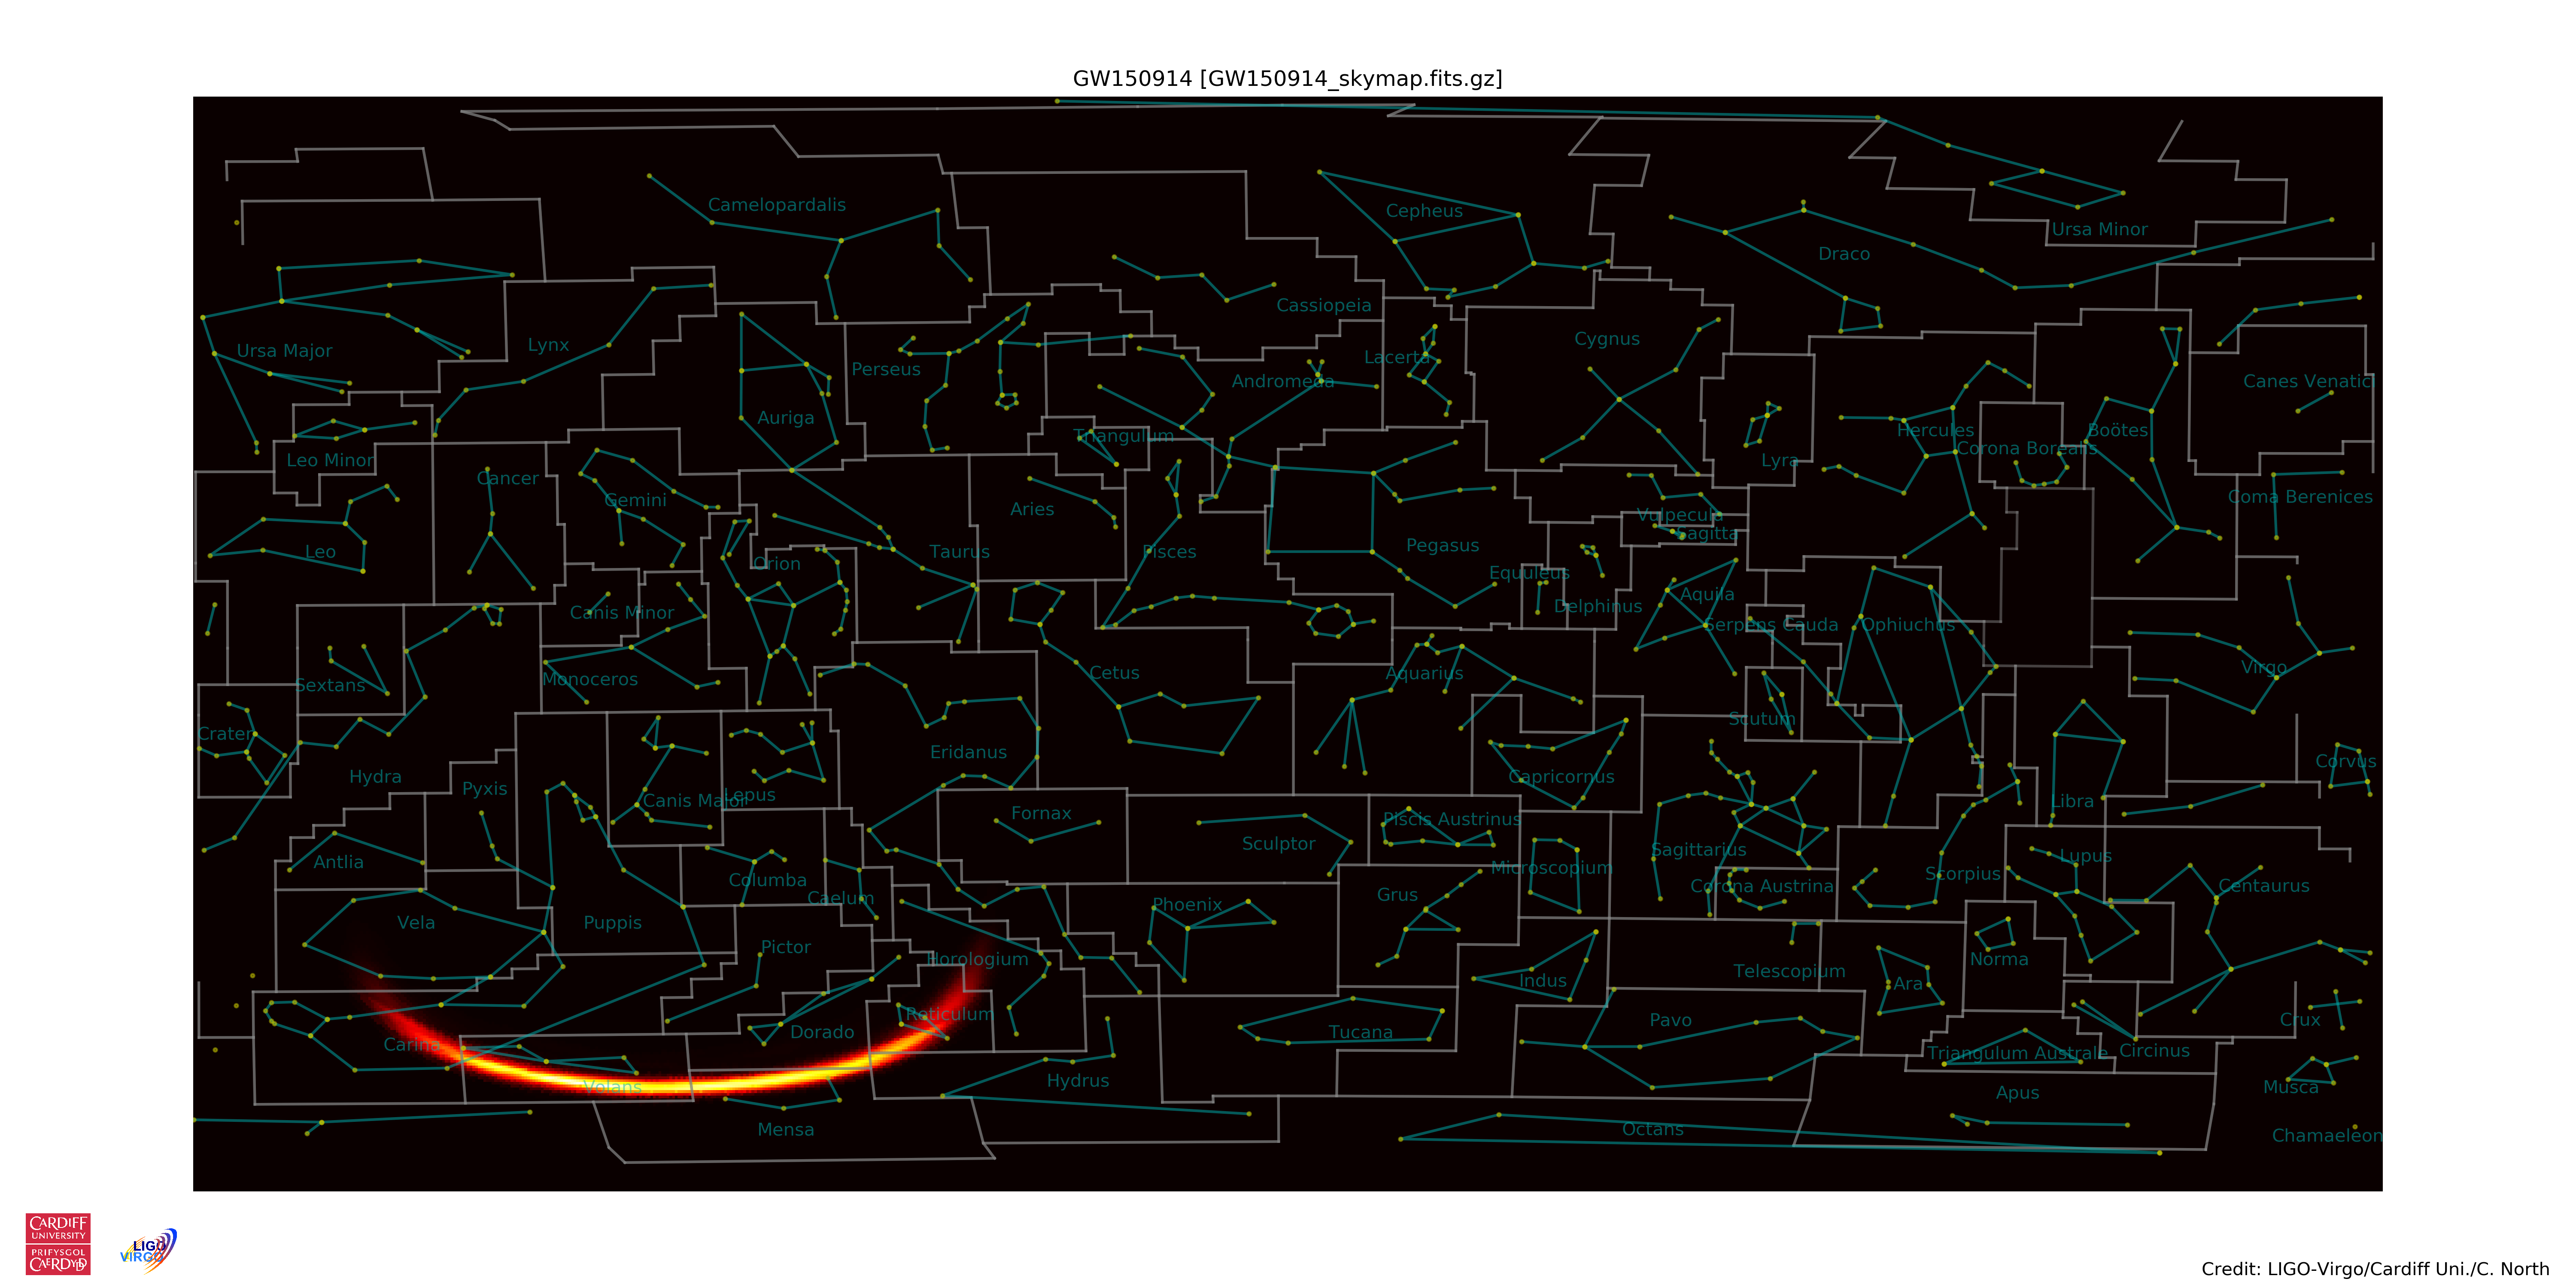 GW150914 [GW150914_skymap.fits.gz]
Camelopardalis
Cepheus
Ursa Minor
Draco
Cassiopeia
Ursa Major
Lynx
Cygnus
Lacerta
Perseus
Andromeda
Canes Venatici
Auriga
Triangulum
Hercules
Boötes
Corona Borealis
Leo Minor
Lyra
Cancer
Gemini
Coma Berenices
Aries
Vulpecula
Sagitta
Leo
Taurus
Pisces
Pegasus
Orion
Equuleus
Aquila
Delphinus
Canis Minor
Serpens Cauda
Ophiuchus
Virgo
Cetus
Aquarius
Monoceros
Sextans
Scutum
Crater
Eridanus
Corvus
Hydra
Capricornus
Pyxis
Lepus
Canis Major
Libra
Fornax
Piscis Austrinus
Sculptor
Sagittarius
Lupus
Antlia
Microscopium
Scorpius
Columba
Corona Austrina
Centaurus
Caelum
Grus
Phoenix
Vela
Puppis
Pictor
Horologium
Norma
Telescopium
Indus
Ara
Reticulum
Pavo
Crux
Dorado
Tucana
Carina
Circinus
Triangulum Australe
Hydrus
Volans
Musca
Apus
Mensa
Octans
Chamaeleon
CARDIFF
UNIVERSITY
PRIFYSGOL
CAERDYDD
LIGO
VIRGO
Credit: LIGO-Virgo/Cardiff Uni./C. North